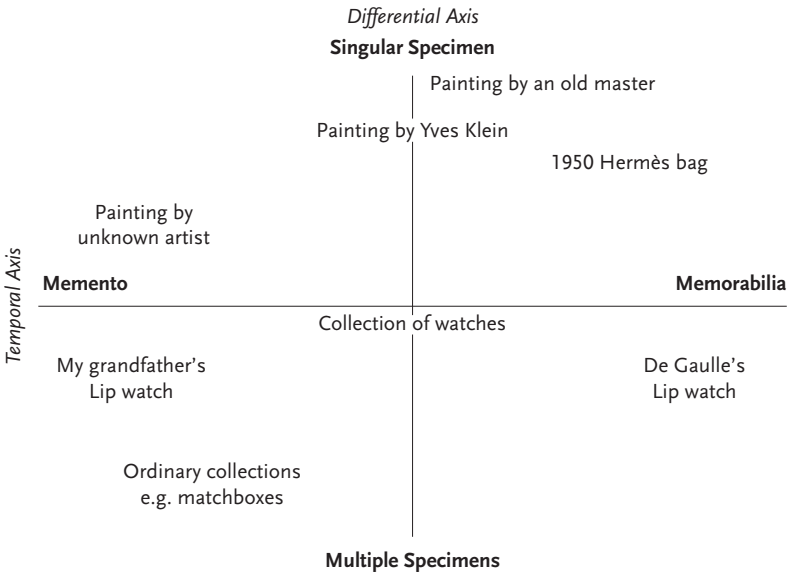 Differential Axis
Singular Specimen
Painting by an old master
Painting by Yves Klein
1950 Hermès bag
Painting by
unknown artist
Temporal Axis
Memento
Memorabilia
Collection of watches
My grandfather's
Lip watch
De Gaulle's
Lip watch
Ordinary collections
e.g. matchboxes
Multiple Specimens